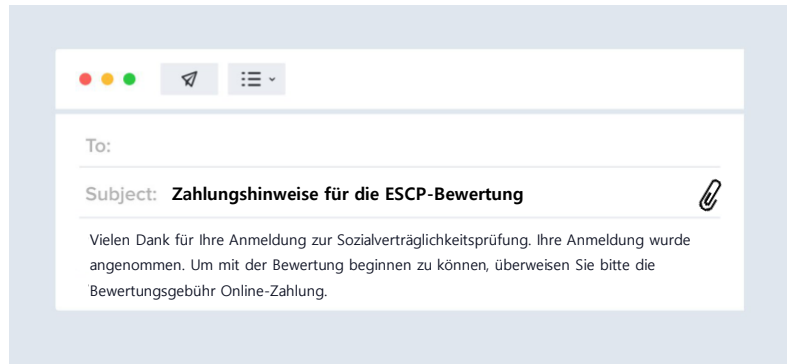 To:
Subject: Zahlungshinweise für die ESCP-Bewertung
Vielen Dank für Ihre Anmeldung zur Sozialverträglichkeitsprüfung. Ihre Anmeldung wurde
angenommen. Um mit der Bewertung beginnen zu können, überweisen Sie bitte die
Bewertungsgebühr Online-Zahlung.